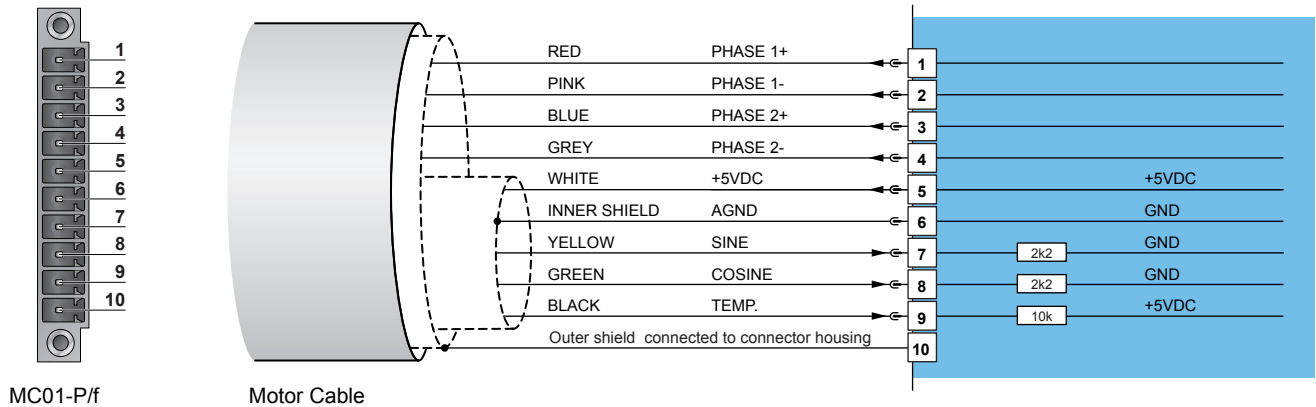 1
2
3
4
5
6
7
8
9
10
MC01-P/f
Motor Cable
RED PHASE 1+ 1
PINK PHASE 1- 2
BLUE PHASE 2+ 3
GREY PHASE 2- 4
WHITE +5VDC 5 +5VDC
INNER SHIELD AGND 6 GND
YELLOW SINE 7 2k2 GND
GREEN COSINE 8 2k2 GND
BLACK TEMP. 9 10k +5VDC
Outer shield connected to connector housing 10